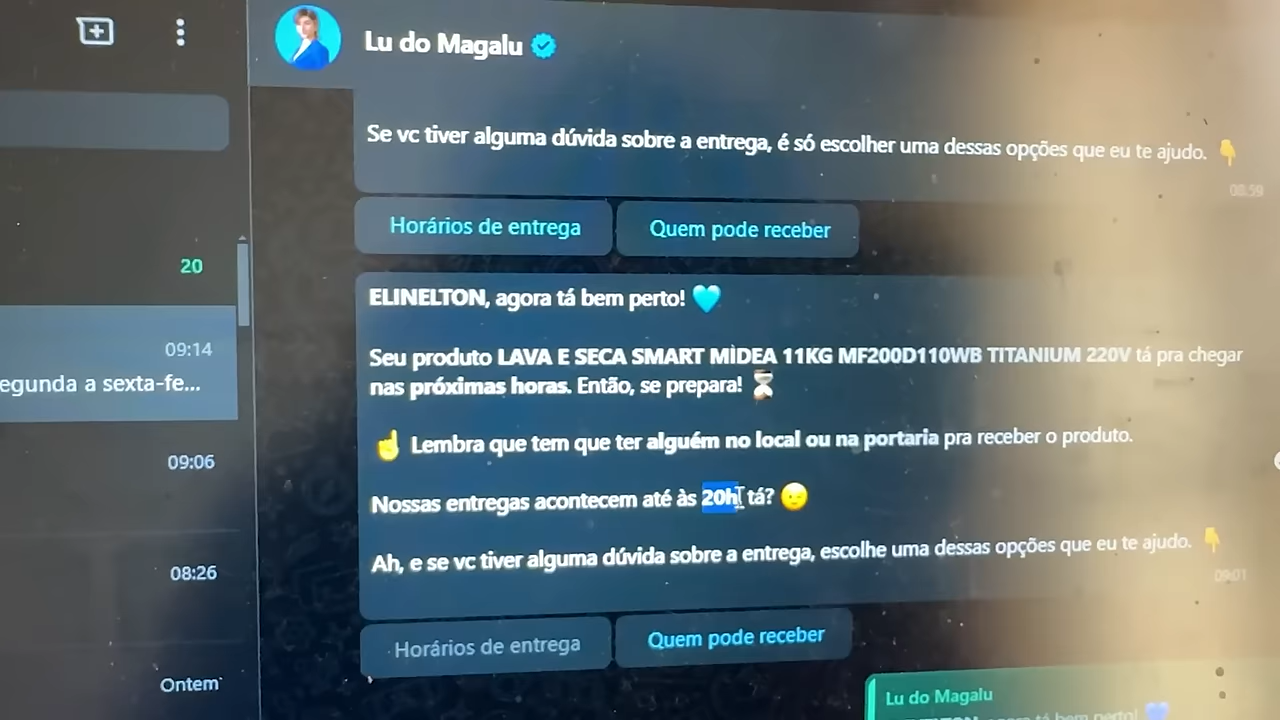 Lu do Magalu
Se vc tiver alguma dúvida sobre a entrega, é só escolher uma dessas opções que eu te ajudo. 👇
08:59
Horários de entrega
Quem pode receber
20
ELINELTON, agora tá bem perto! 🩵
09:14
Seu produto LAVA E SECA SMART MÍDEA 11KG MF200D110WB TITANIUM 220V tá pra chegar
egunda a sexta-fe...
nas próximas horas. Então, se prepara! ⏳
☝ Lembra que tem que ter alguém no local ou na portaria pra receber o produto.
09:06
Nossas entregas acontecem até às 20h tá? 😉
Ah, e se vc tiver alguma dúvida sobre a entrega, escolhe uma dessas opções que eu te ajudo. 👇
08:26
09:01
Horários de entrega
Quem pode receber
Ontem
Lu do Magalu
agora tá bem perto! 💙